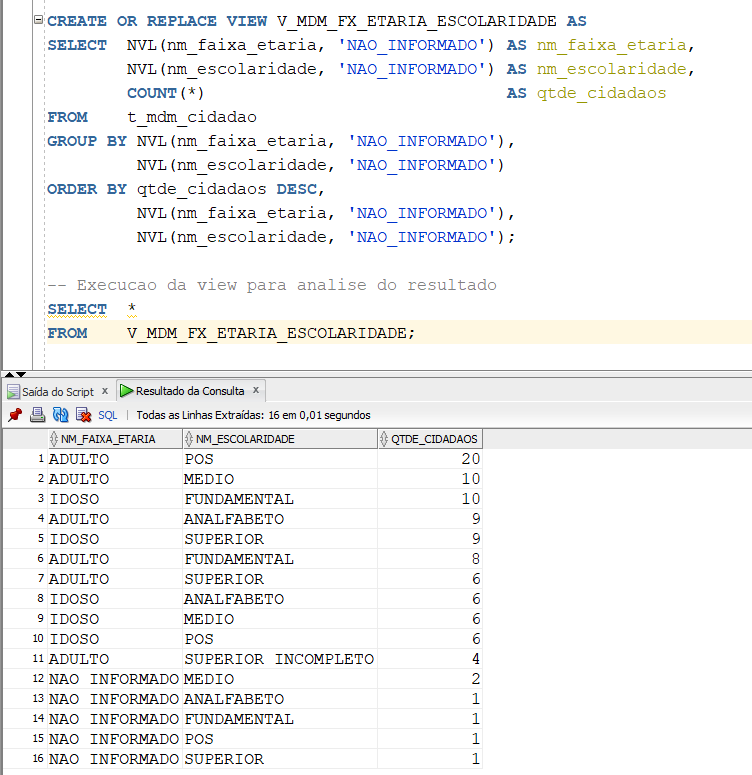 CREATE OR REPLACE VIEW V_MDM_FX_ETARIA_ESCOLARIDADE AS
SELECT  NVL(nm_faixa_etaria, 'NAO_INFORMADO') AS nm_faixa_etaria,
        NVL(nm_escolaridade, 'NAO_INFORMADO') AS nm_escolaridade,
        COUNT(*)                              AS qtde_cidadaos
FROM    t_mdm_cidadao
GROUP BY NVL(nm_faixa_etaria, 'NAO_INFORMADO'),
         NVL(nm_escolaridade, 'NAO_INFORMADO')
ORDER BY qtde_cidadaos DESC,
         NVL(nm_faixa_etaria, 'NAO_INFORMADO'),
         NVL(nm_escolaridade, 'NAO_INFORMADO');
-- Execucao da view para analise do resultado
SELECT  *
FROM    V_MDM_FX_ETARIA_ESCOLARIDADE;
Saída do Script x Resultado da Consulta x
SQL | Todas as Linhas Extraídas: 16 em 0,01 segundos
NM_FAIXA_ETARIA NM_ESCOLARIDADE QTDE_CIDADAOS
1 ADULTO POS 20
2 ADULTO MEDIO 10
3 IDOSO FUNDAMENTAL 10
4 ADULTO ANALFABETO 9
5 IDOSO SUPERIOR 9
6 ADULTO FUNDAMENTAL 8
7 ADULTO SUPERIOR 6
8 IDOSO ANALFABETO 6
9 IDOSO MEDIO 6
10 IDOSO POS 6
11 ADULTO SUPERIOR INCOMPLETO 4
12 NAO INFORMADO MEDIO 2
13 NAO INFORMADO ANALFABETO 1
14 NAO INFORMADO FUNDAMENTAL 1
15 NAO INFORMADO POS 1
16 NAO INFORMADO SUPERIOR 1